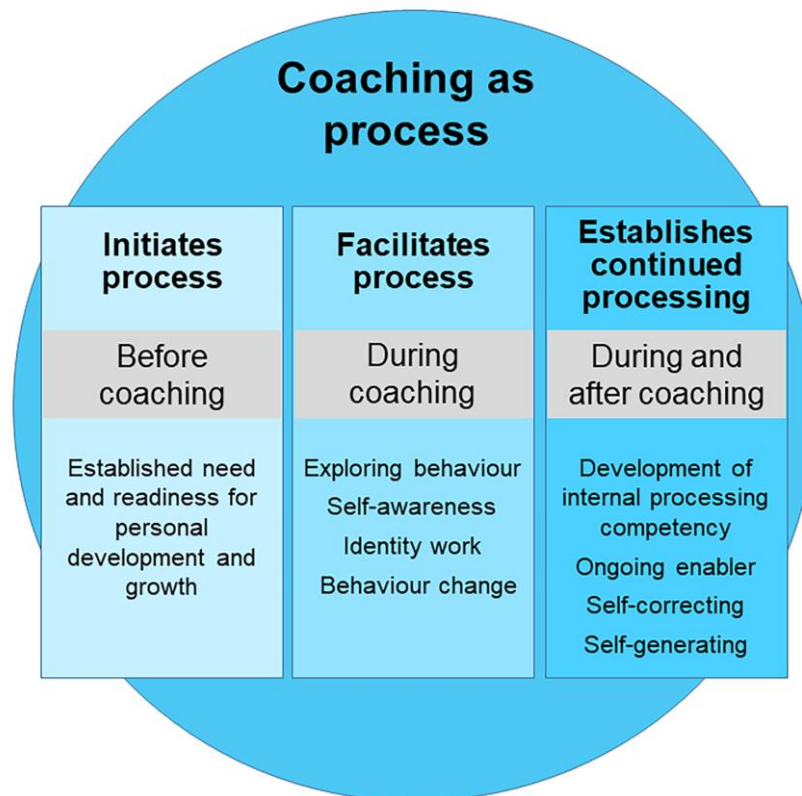 Coaching as
process
Initiates
process
Before
coaching
Established need
and readiness for
personal
development and
growth
Facilitates
process
During
coaching
Exploring behaviour
Self-awareness
Identity work
Behaviour change
Establishes
continued
processing
During and
after coaching
Development of
internal processing
competency
Ongoing enabler
Self-correcting
Self-generating